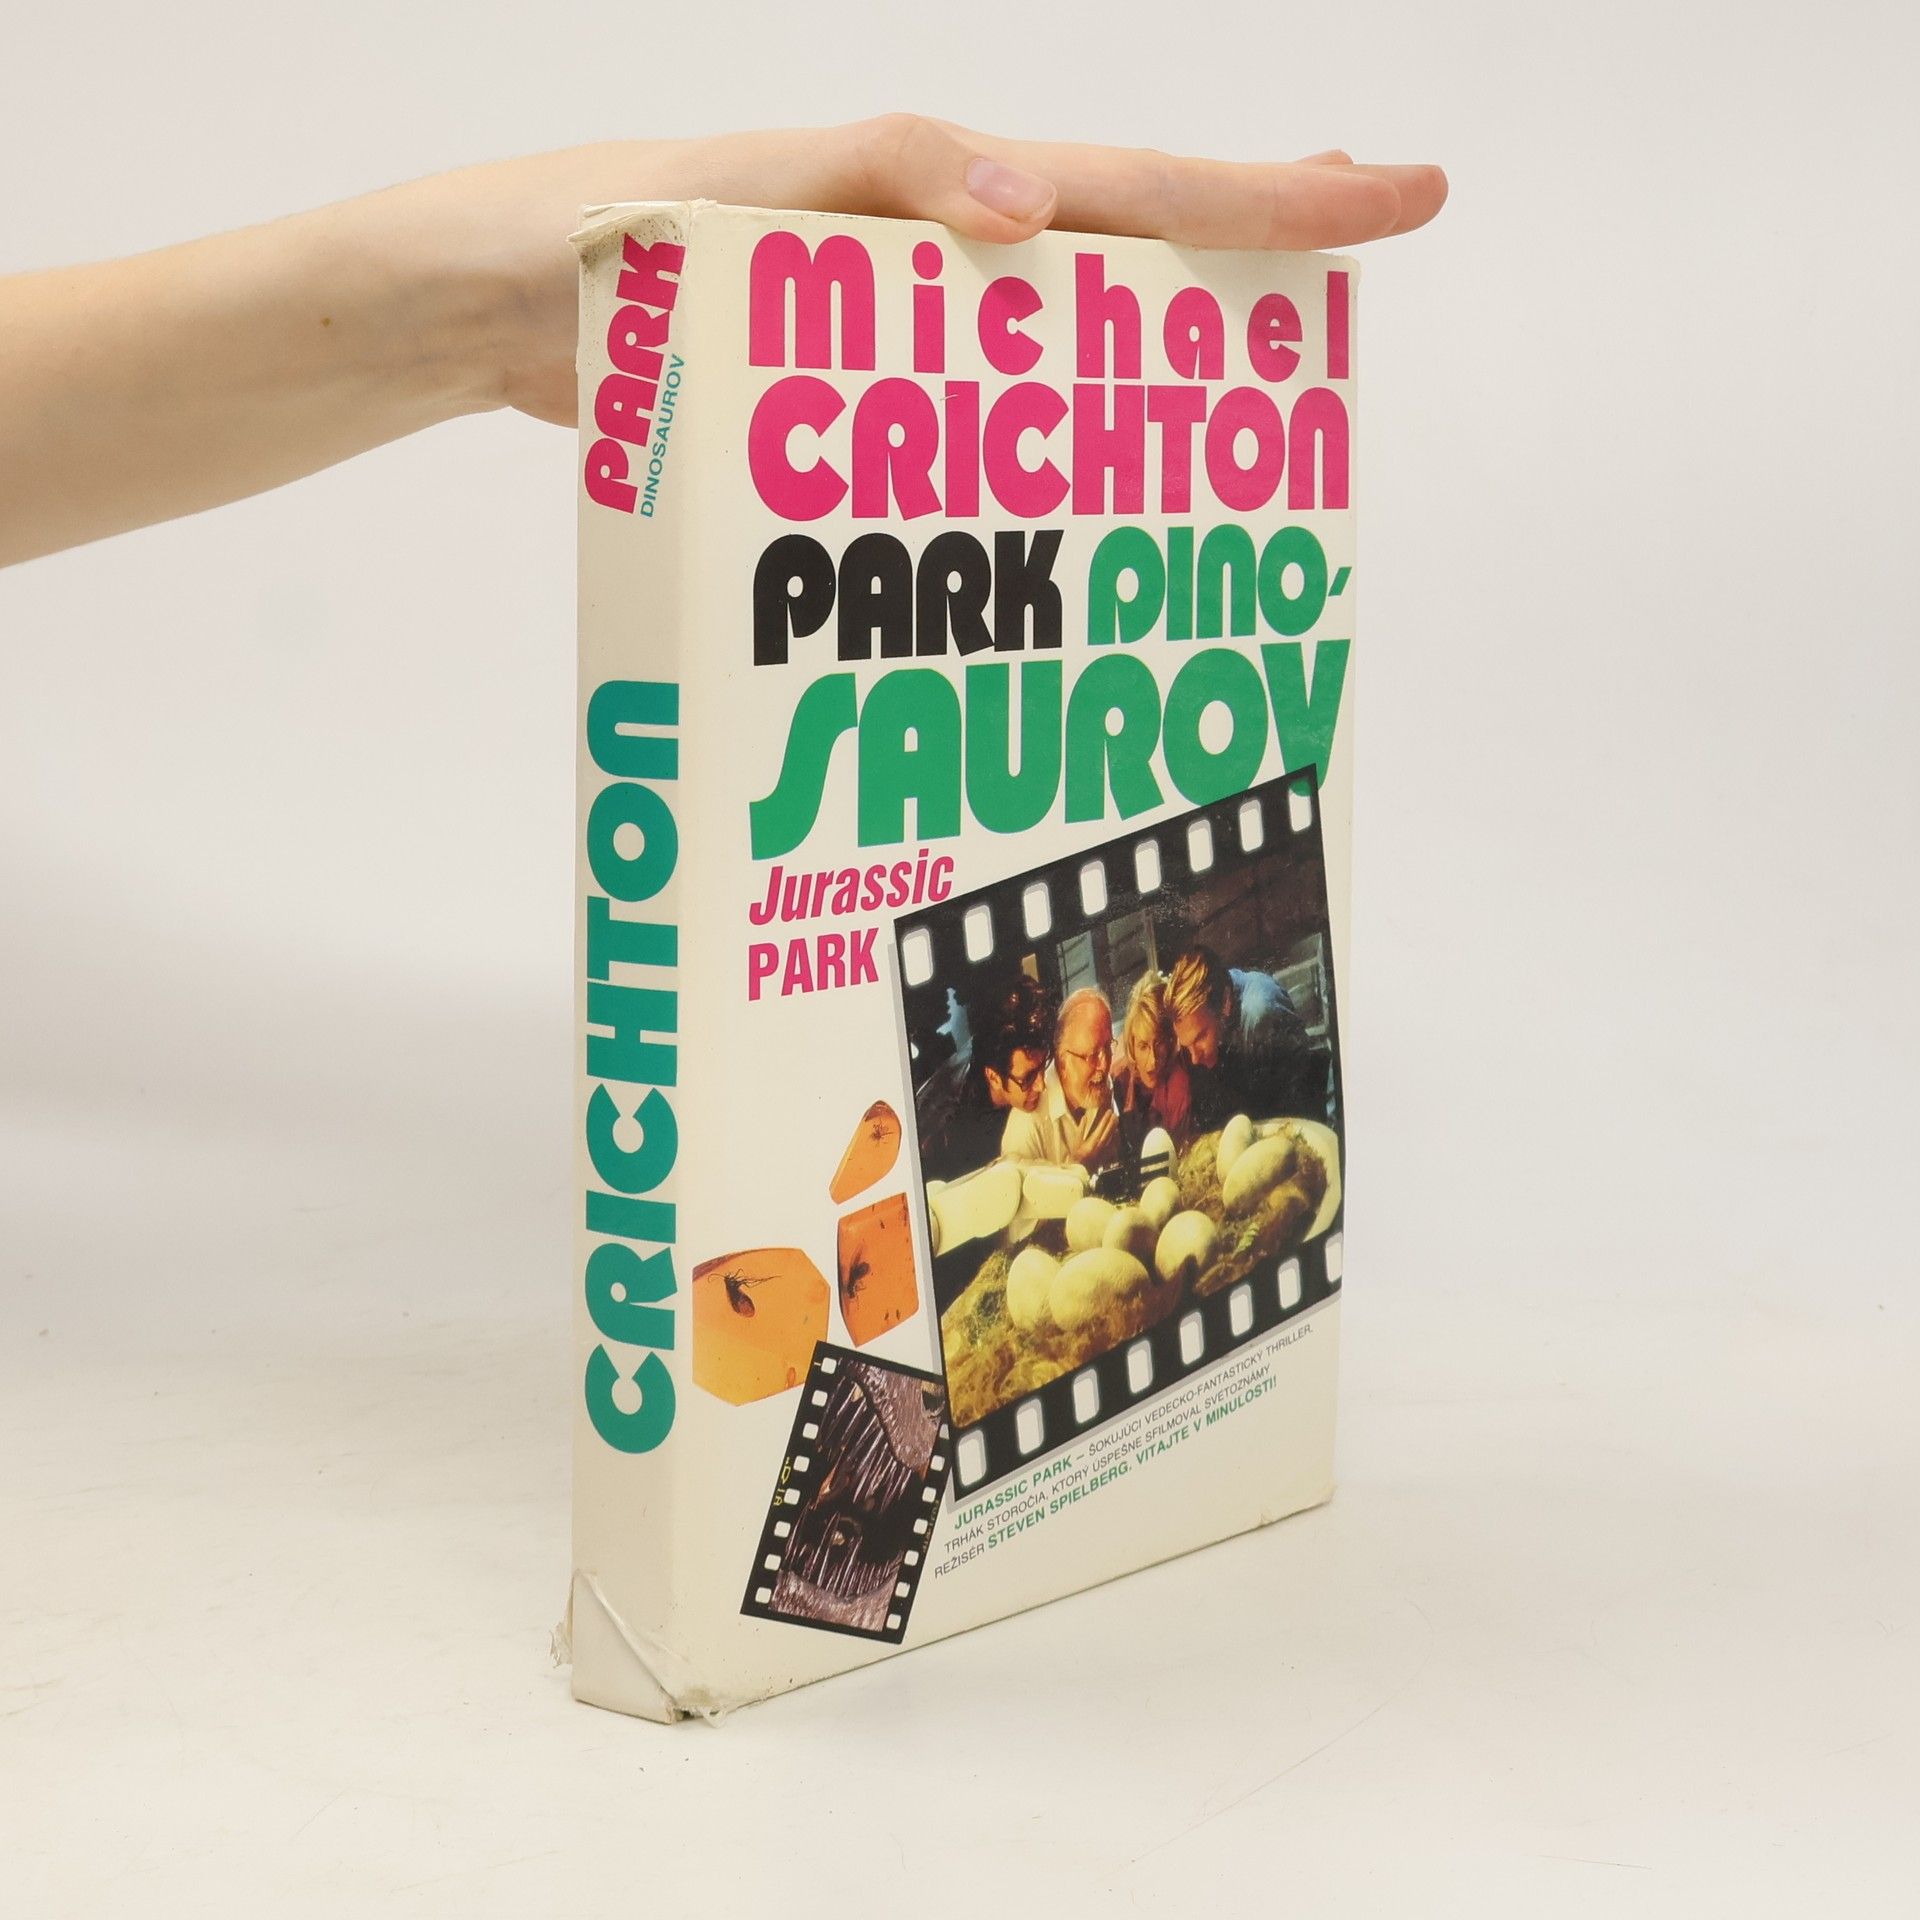 PARK
DINOSAUROV
CRICHTON
Michael
CRICHTON
PARK DINO-
SAUROV
Jurassic
PARK
JURASSIC PARK – ŠOKUJÚCI VEDECKO-FANTASTICKÝ THRILLER.
TRHÁK STOROČIA, KTORÝ ÚSPEŠNE SFILMOVAL SVETOZNÁMY
REŽISÉR STEVEN SPIELBERG. VITAJTE V MINULOSTI!